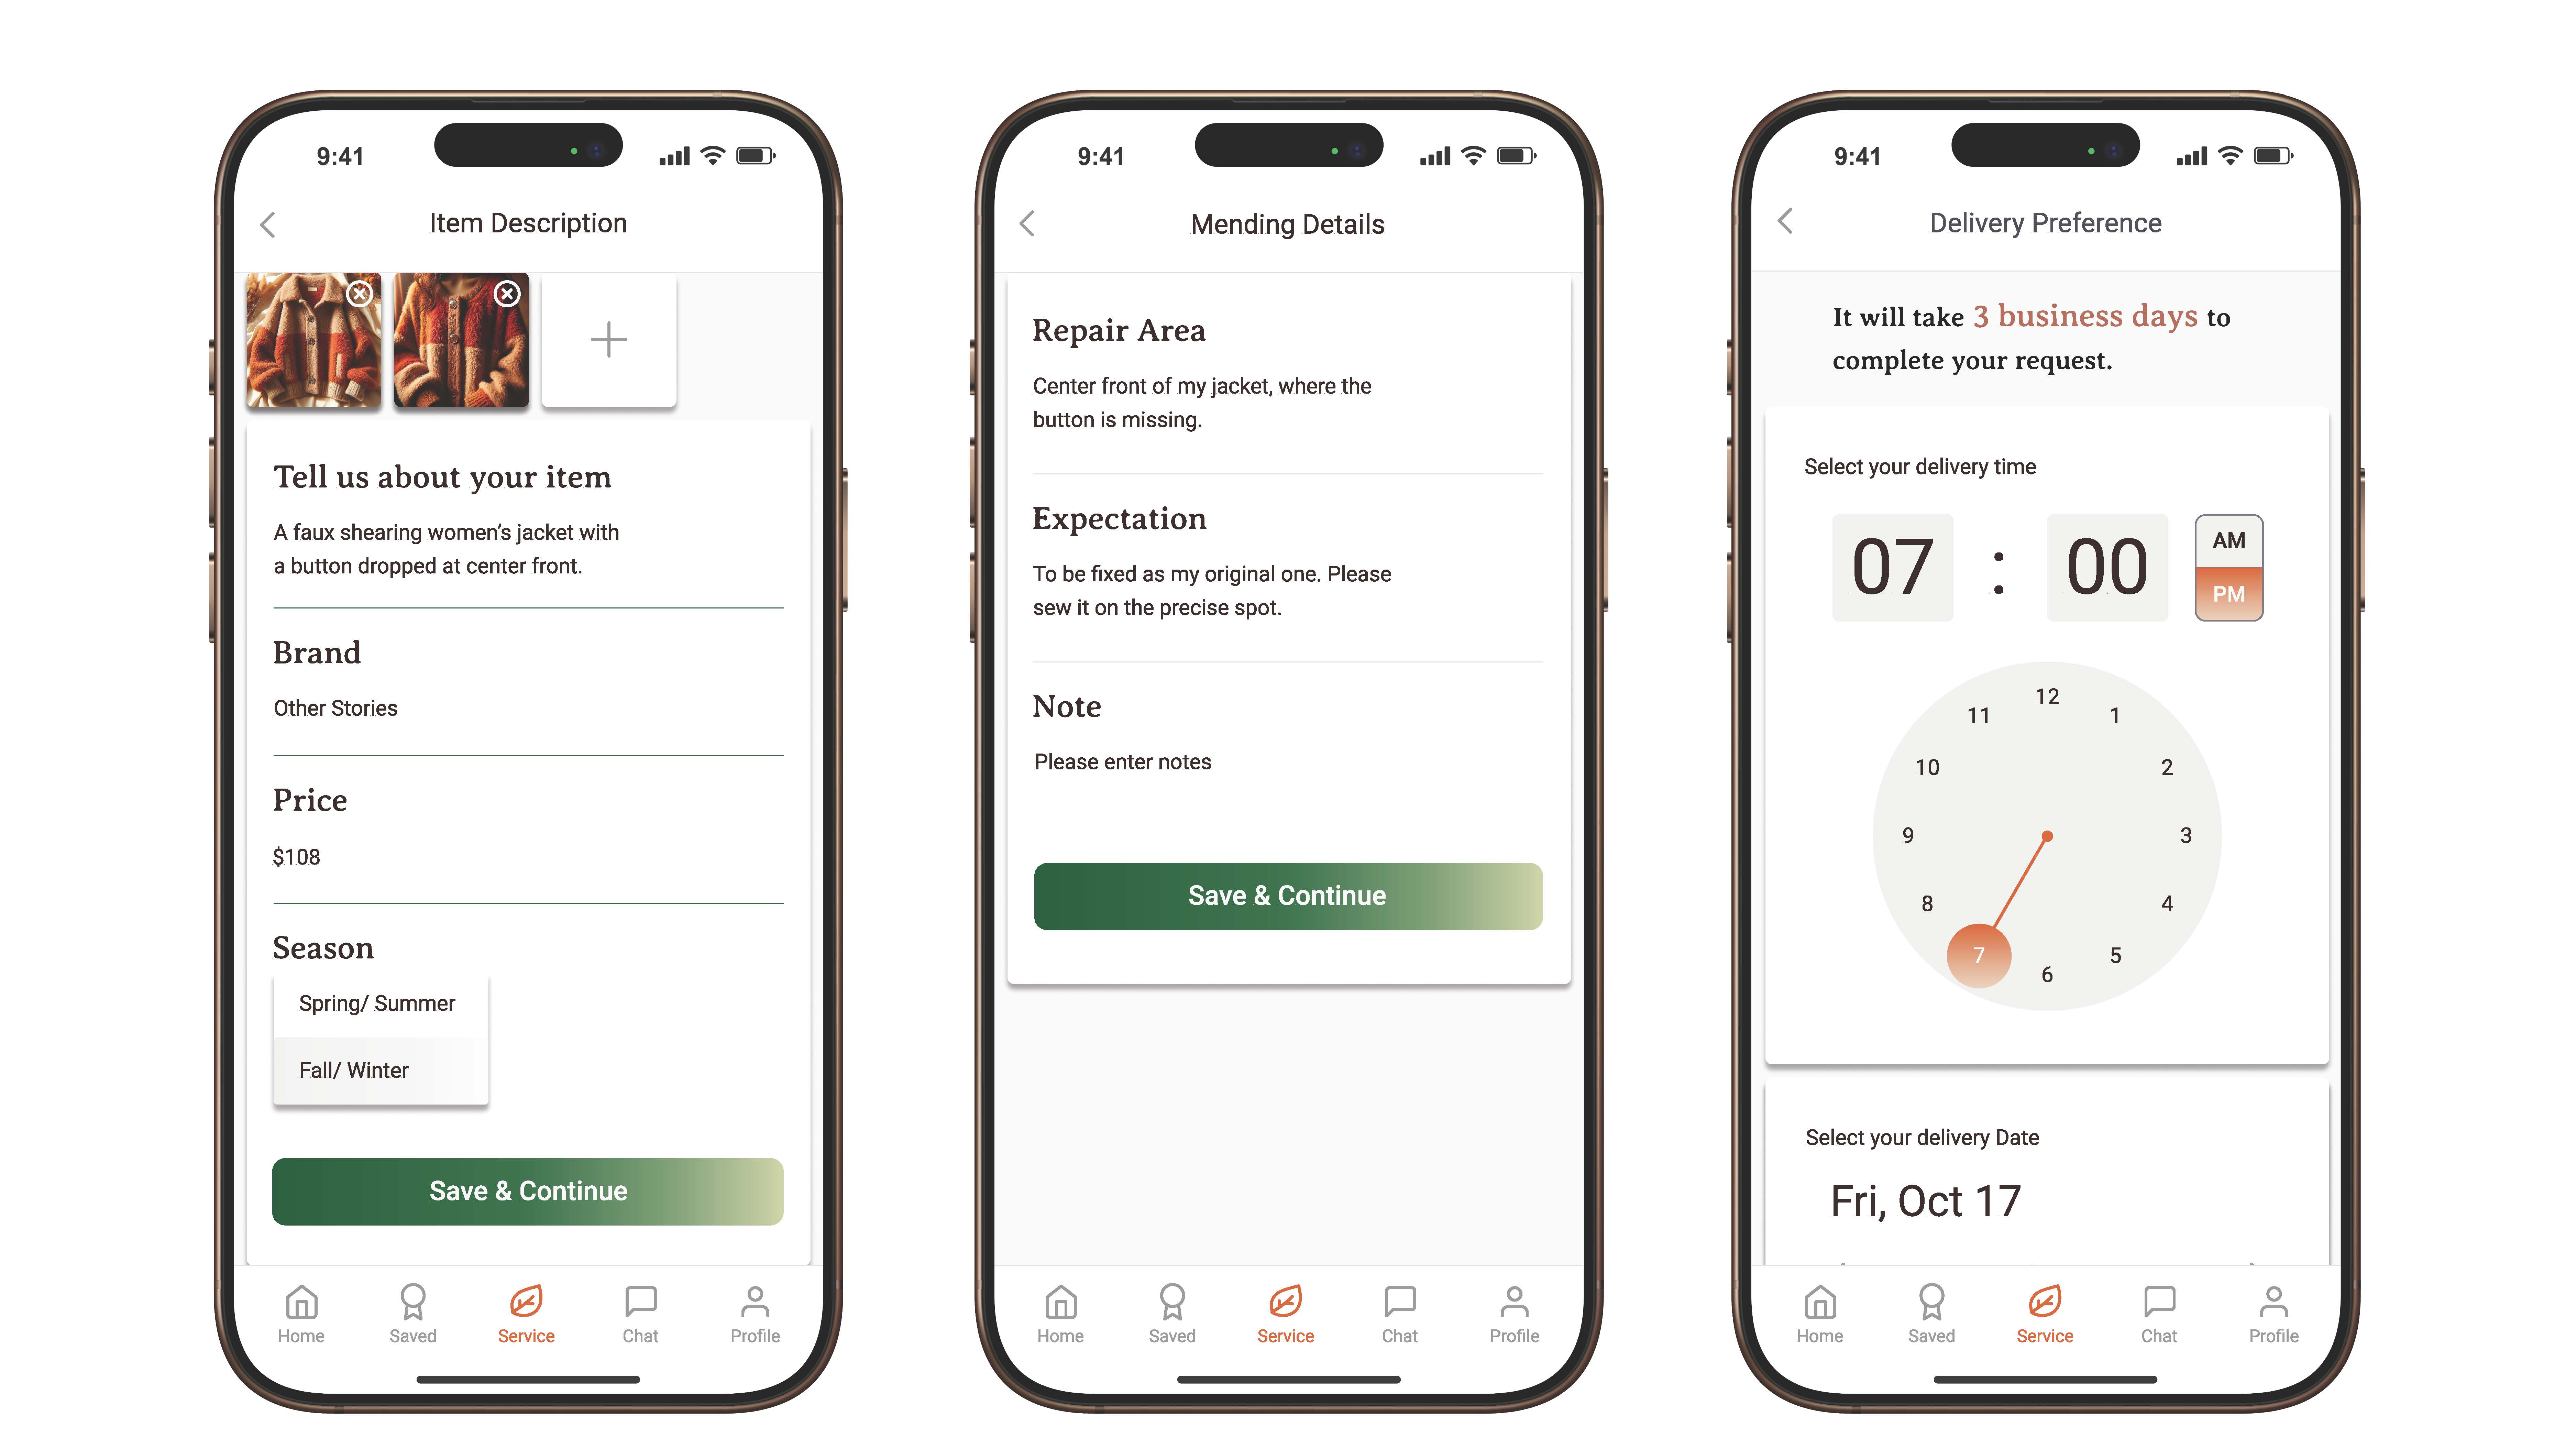 9:41
Item Description
Tell us about your item
A faux shearing women's jacket with
a button dropped at center front.
Brand
Other Stories
Price
$108
Season
Spring/ Summer
Fall/ Winter
Save & Continue
Home Saved Service Chat Profile
9:41
Mending Details
Repair Area
Center front of my jacket, where the
button is missing.
Expectation
To be fixed as my original one. Please
sew it on the precise spot.
Note
Please enter notes
Save & Continue
Home Saved Service Chat Profile
9:41
Delivery Preference
It will take 3 business days to
complete your request.
Select your delivery time
07 : 00 AM
PM
12
11 1
10 2
9 3
8 4
7 5
6
Select your delivery Date
Fri, Oct 17
Home Saved Service Chat Profile